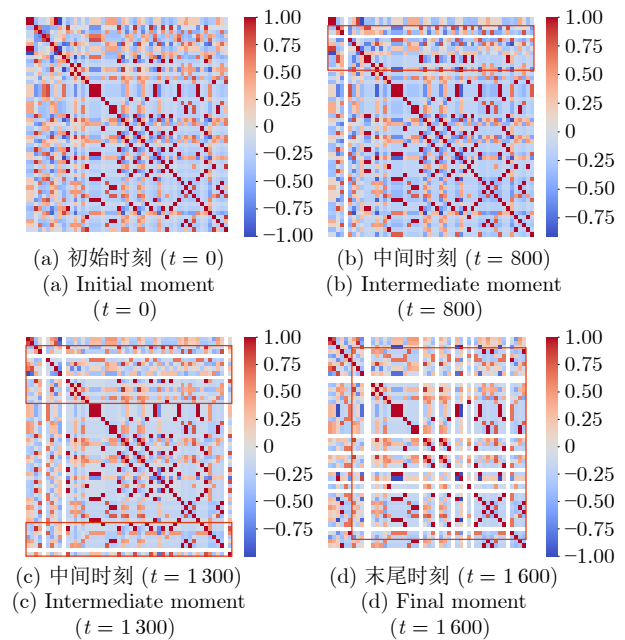 1.00
0.75
0.50
0.25
0
−0.25
−0.50
−0.75
−1.00
(a) 初始时刻 (t = 0)
(a) Initial moment
(t = 0)
1.00
0.75
0.50
0.25
0
−0.25
−0.50
−0.75
(b) 中间时刻 (t = 800)
(b) Intermediate moment
(t = 800)
1.00
0.75
0.50
0.25
0
−0.25
−0.50
−0.75
(c) 中间时刻 (t = 1 300)
(c) Intermediate moment
(t = 1 300)
1.00
0.75
0.50
0.25
0
−0.25
−0.50
−0.75
−1.00
(d) 末尾时刻 (t = 1 600)
(d) Final moment
(t = 1 600)